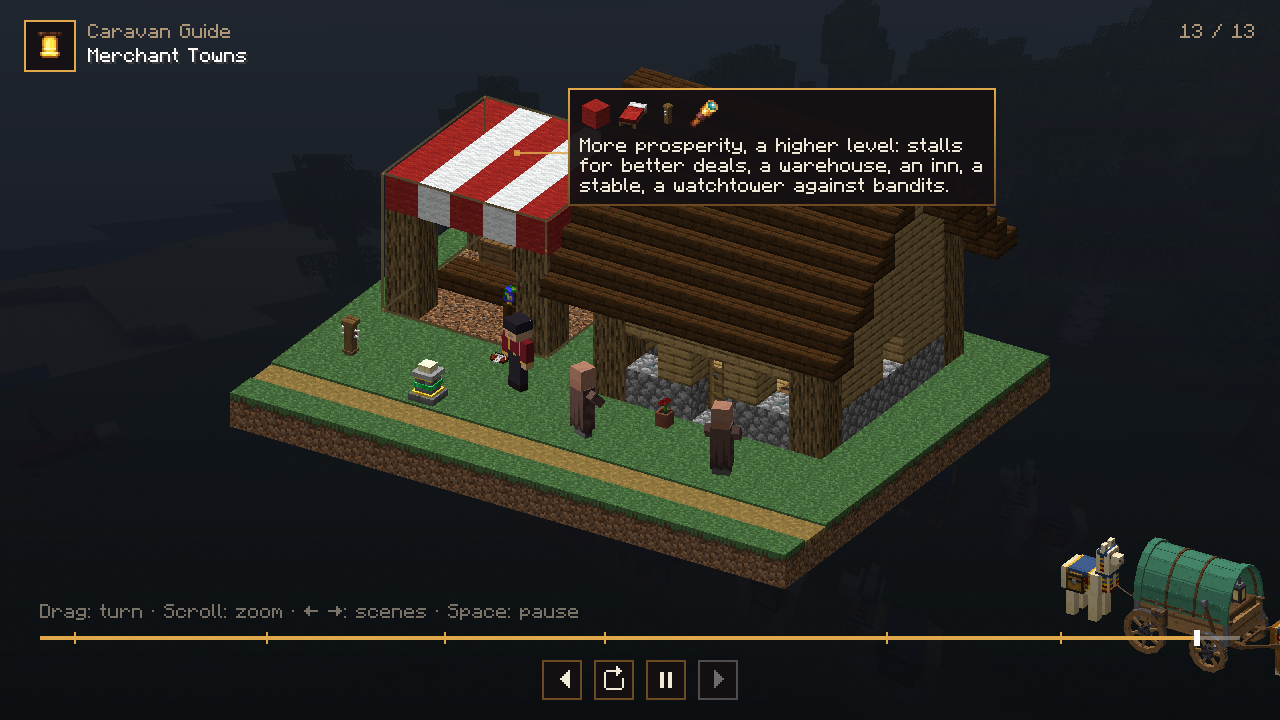 Caravan Guide
Merchant Towns
13 / 13
More prosperity, a higher level: stalls
for better deals, a warehouse, an inn, a
stable, a watchtower against bandits.
Drag: turn · Scroll: zoom · ← →: scenes · Space: pause